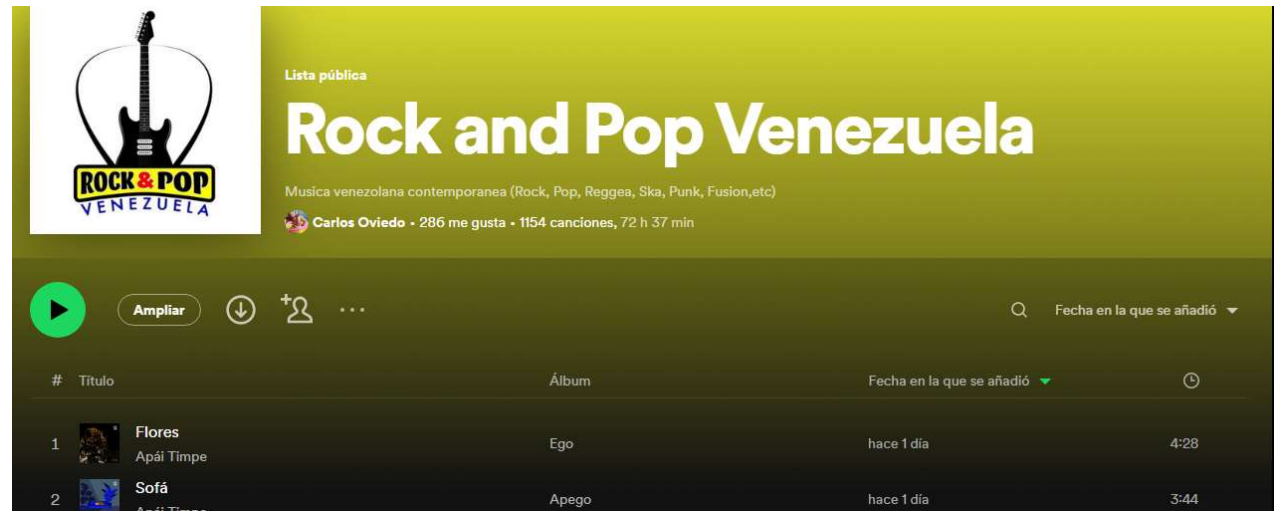 ROCK & POP
VENEZUELA
Lista pública
Rock and Pop Venezuela
Musica venezolana contemporanea (Rock, Pop, Reggea, Ska, Punk, Fusion,etc)
Carlos Oviedo • 286 me gusta • 1154 canciones, 72 h 37 min
Ampliar
Fecha en la que se añadió
# Título Álbum Fecha en la que se añadió
1 Flores Ego hace 1 día 4:28
Apái Timpe
2 Sofá Apego hace 1 día 3:44
Apái Timpe